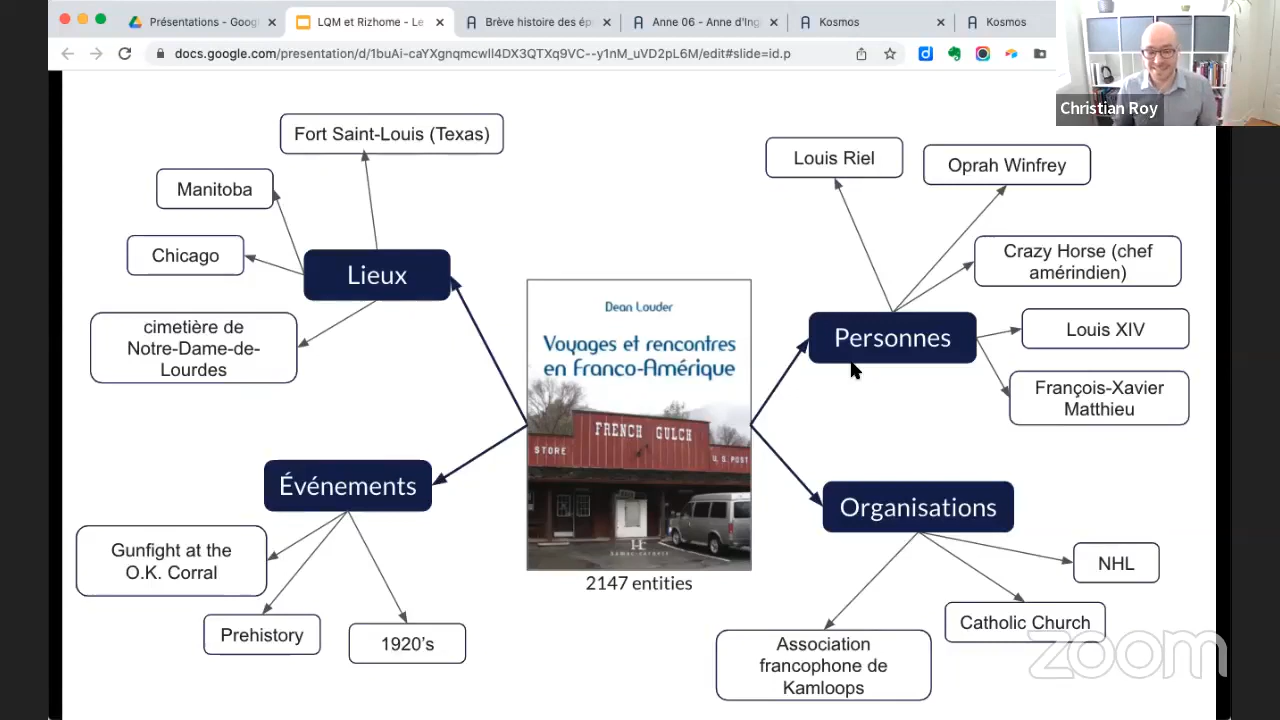 Présentations - Goog
LQM et Rizhome - Le
Brève histoire des ép
Anne 06 - Anne d'Ing
Kosmos
Kosmos
docs.google.com/presentation/d/1buAi-caYXgnqmcwll4DX3QTXq9VC--y1nM_uVD2pL6M/edit#slide=id.p
Christian Roy
Fort Saint-Louis (Texas)
Manitoba
Chicago
Lieux
cimetière de
Notre-Dame-de-
Lourdes
Louis Riel
Oprah Winfrey
Crazy Horse (chef
amérindien)
Personnes
Louis XIV
François-Xavier
Matthieu
Dean Louder
Voyages et rencontres
en Franco-Amérique
FRENCH GULCH
STORE
U.S. POST
hamac-carnets
2147 entities
Événements
Gunfight at the
O.K. Corral
Prehistory
1920's
Organisations
NHL
Catholic Church
Association
francophone de
Kamloops
zoom